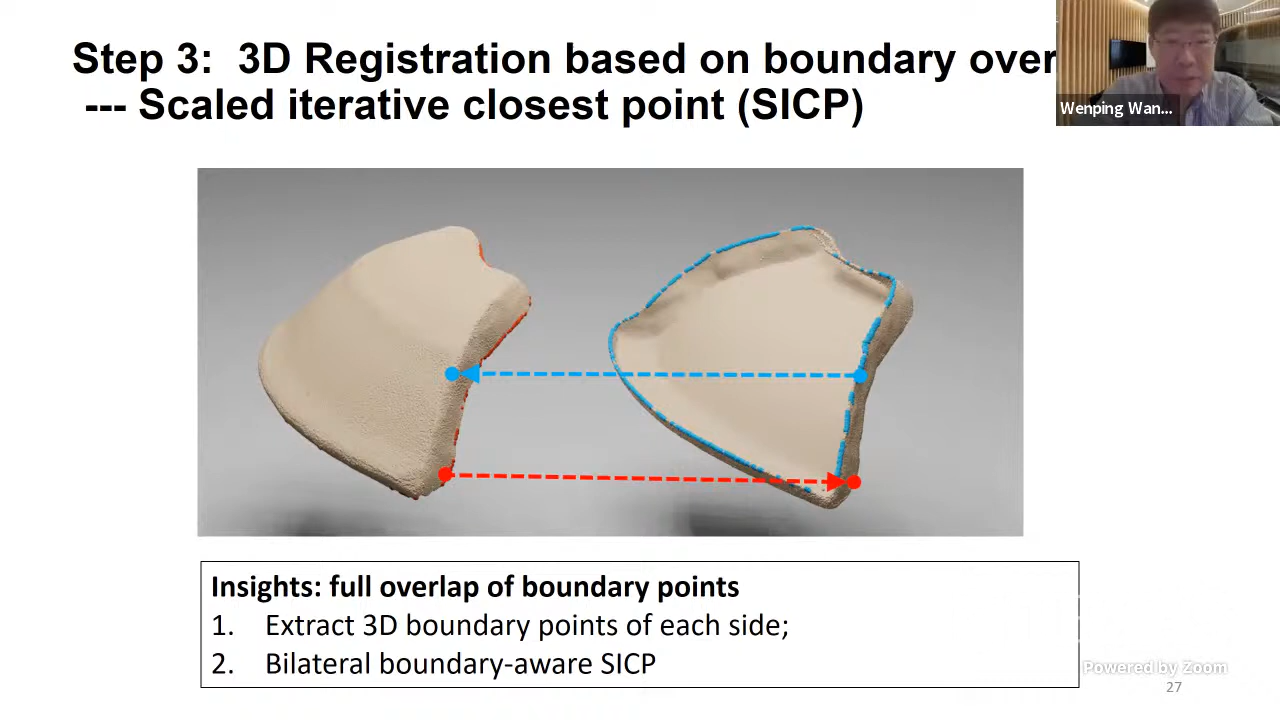 Step 3: 3D Registration based on boundary over
--- Scaled iterative closest point (SICP)
Wenping Wan...
Insights: full overlap of boundary points
1. Extract 3D boundary points of each side;
2. Bilateral boundary-aware SICP
Powered by Zoom
27